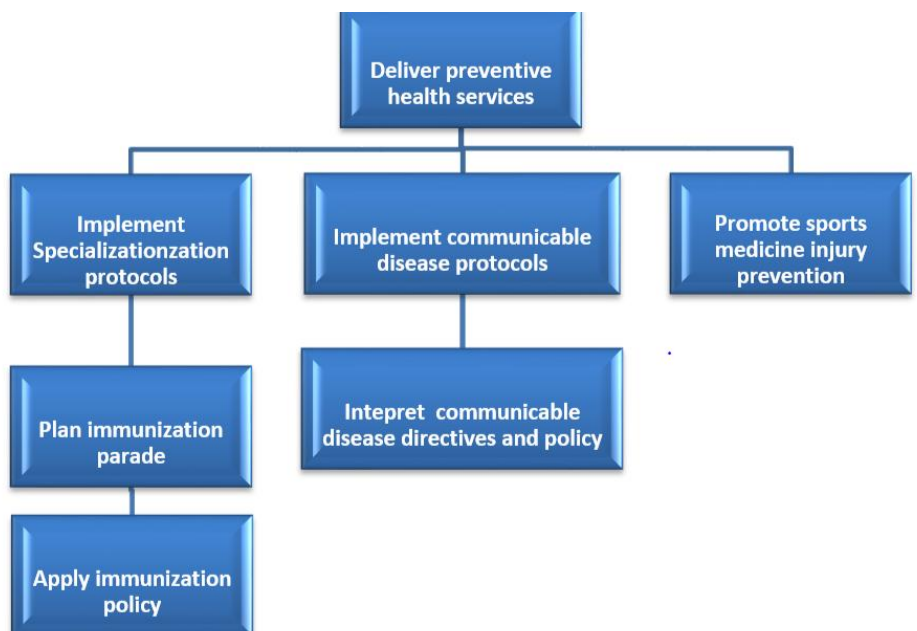 Deliver preventive
health services
Implement
Specializationzation
protocols
Implement communicable
disease protocols
Promote sports
medicine injury
prevention
Plan immunization
parade
Intepret communicable
disease directives and policy
Apply immunization
policy